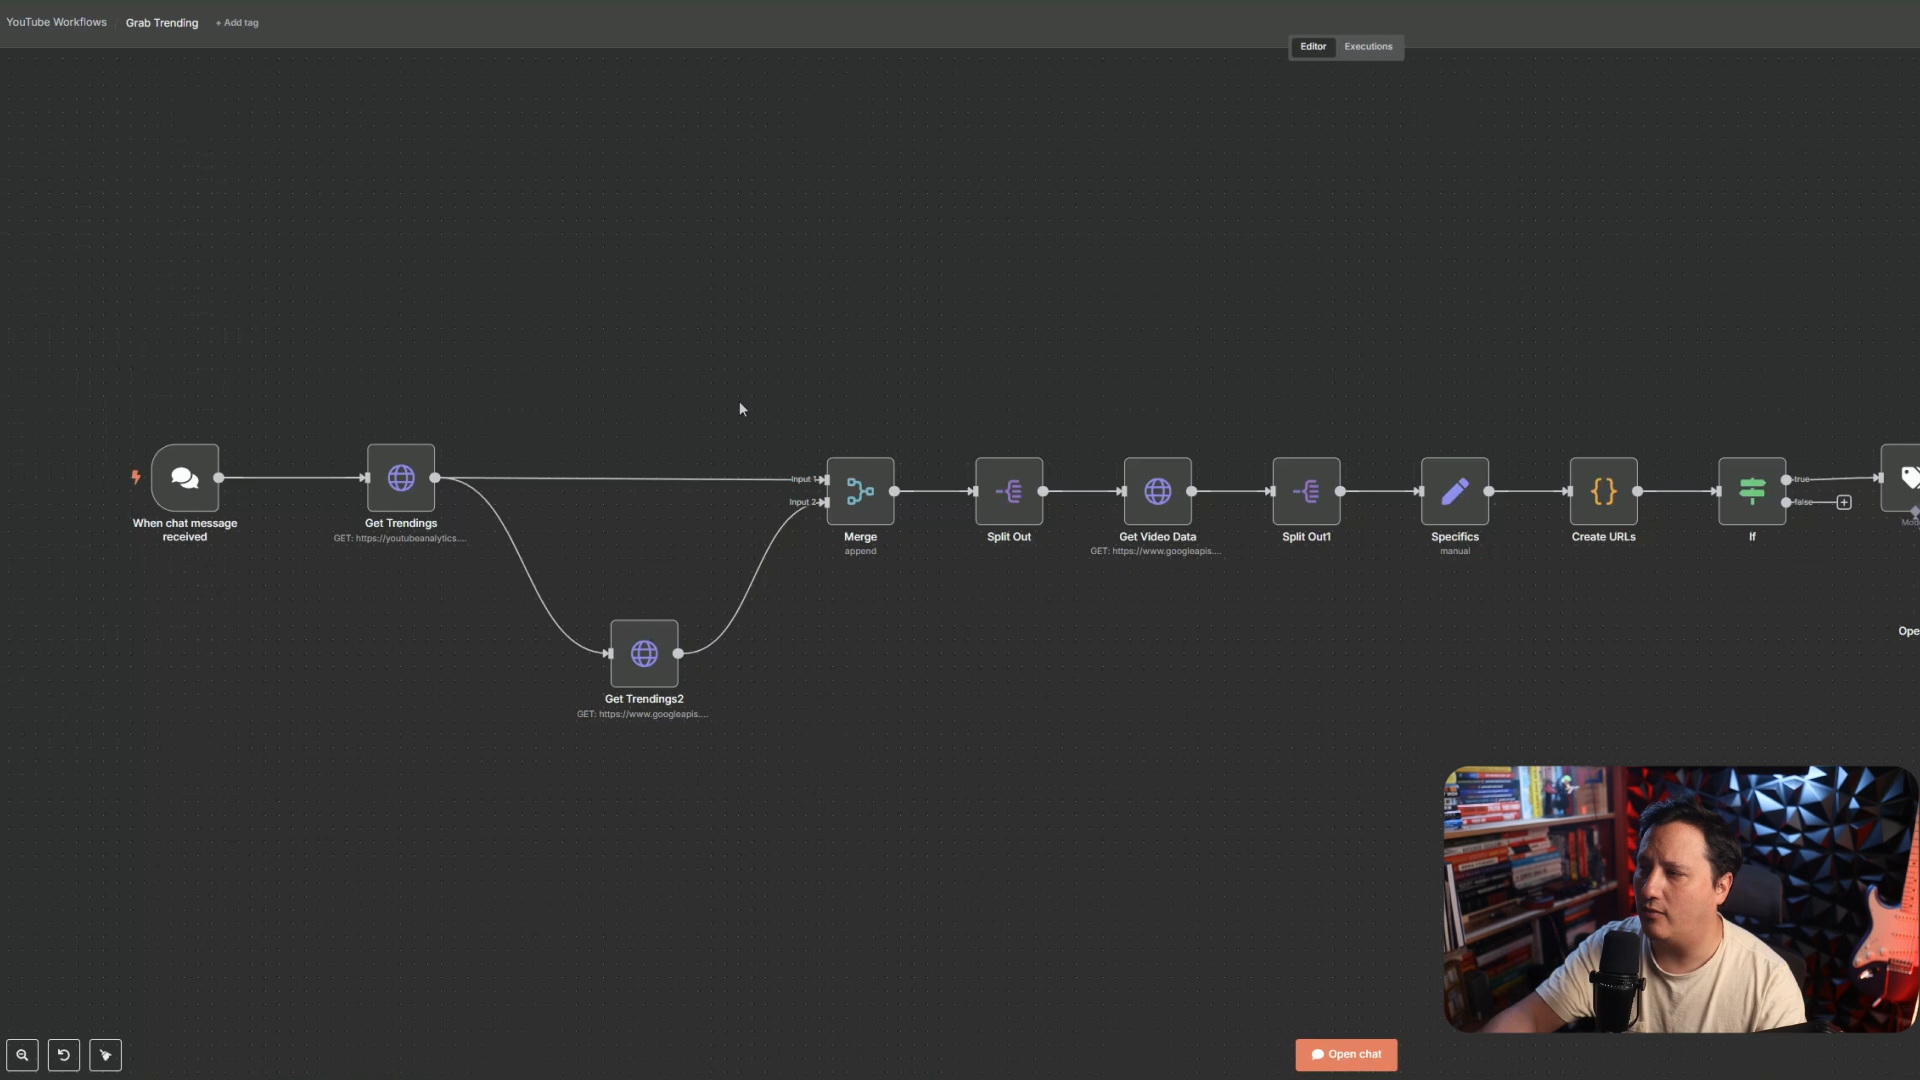 YouTube Workflows / Grab Trending + Add tag
Editor Executions
Input 1
true
Input 2
false
When chat message
received
Get Trendings
GET: https://youtubeanalytics....
Merge
append
Split Out
Get Video Data
GET: https://www.googleapis....
Split Out1
Specifics
manual
Create URLs
If
Ope
Get Trendings2
GET: https://www.googleapis....
Open chat